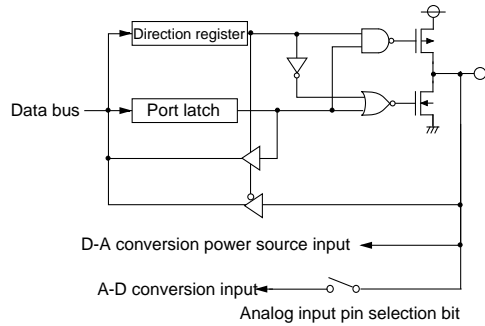 Direction register
Data bus
Port latch
D-A conversion power source input
A-D conversion input
Analog input pin selection bit